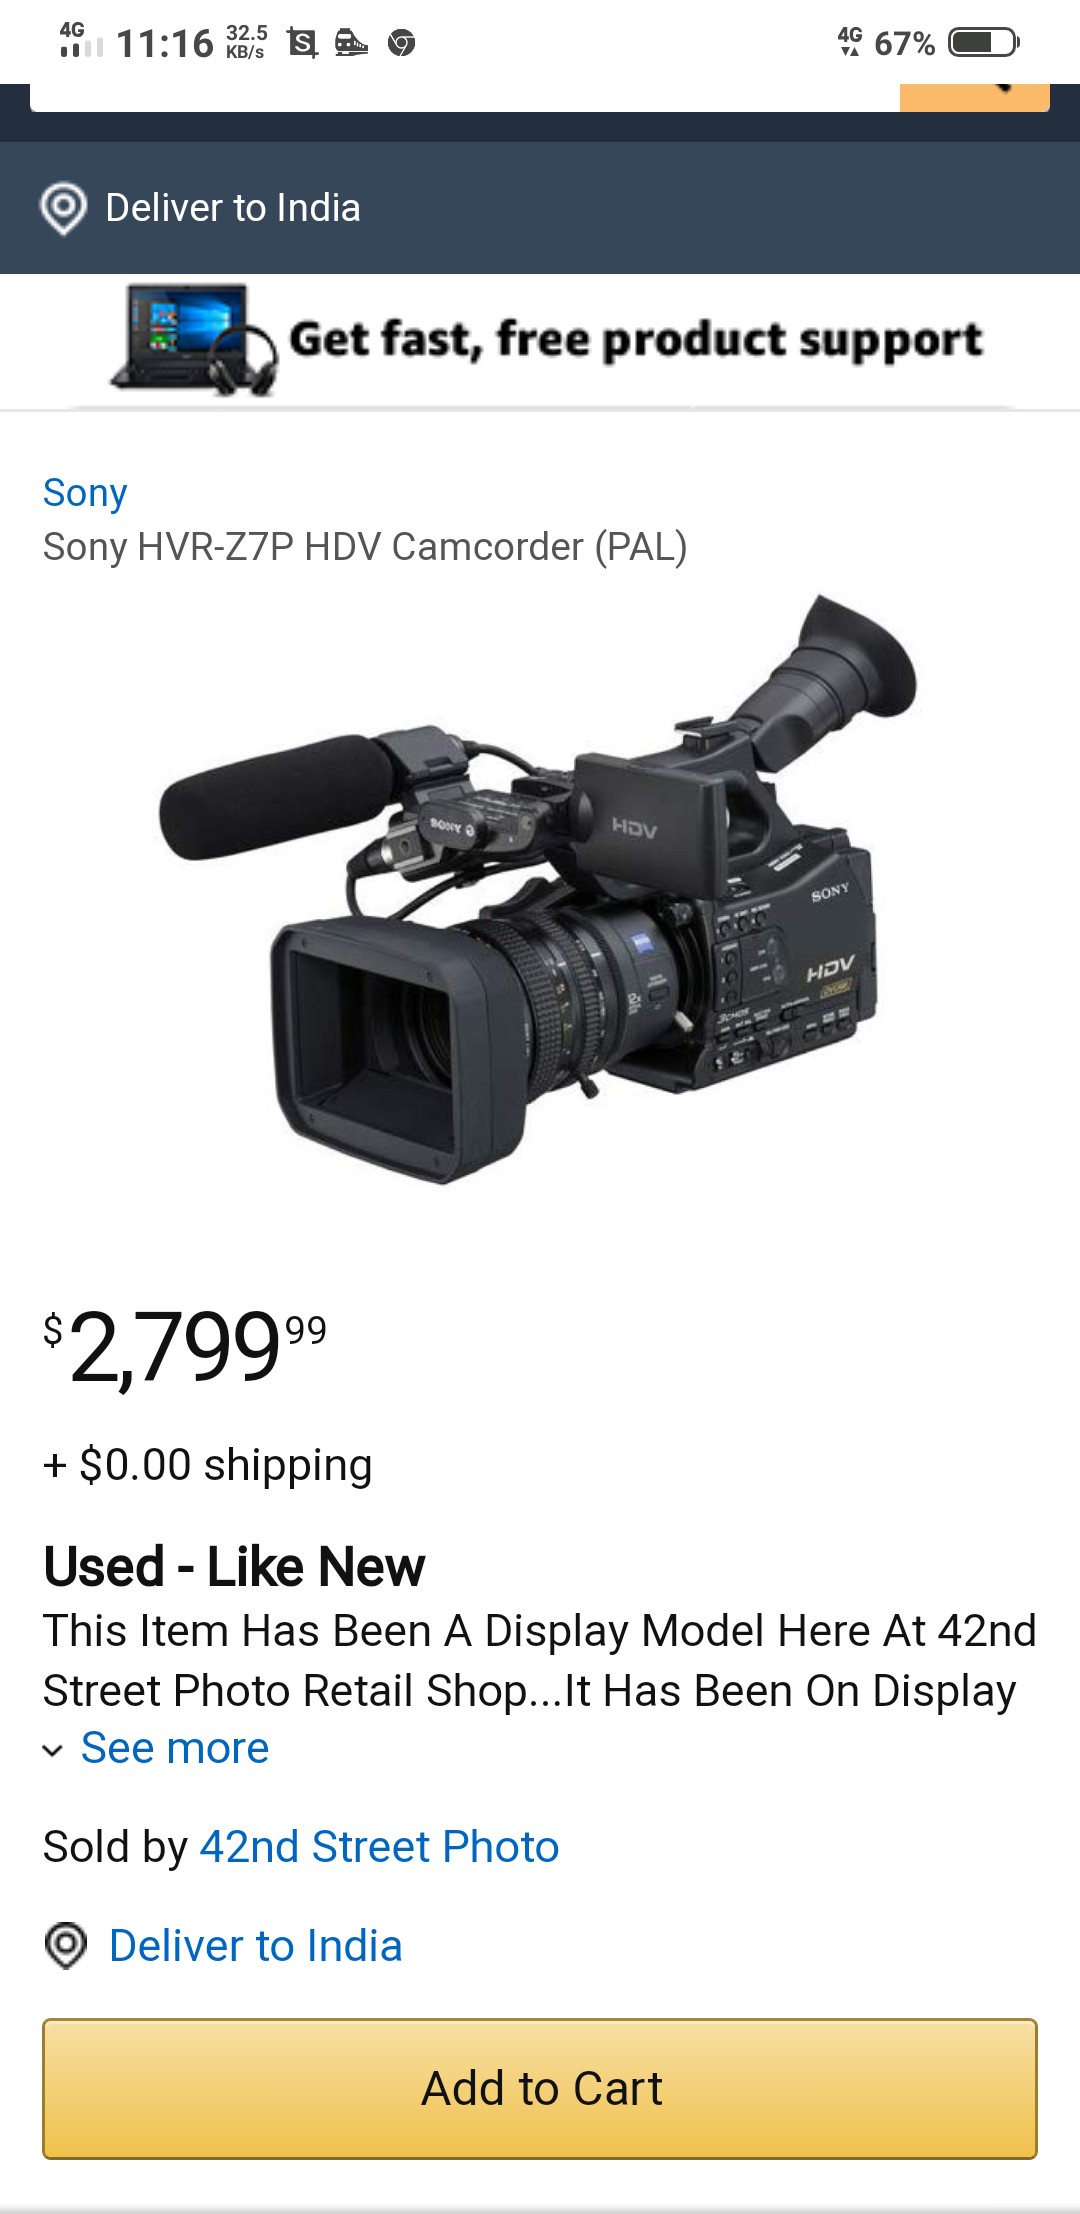 4G 11:16 32.5 KB/s S 4G 67%
Deliver to India
Get fast, free product support
Sony
Sony HVR-Z7P HDV Camcorder (PAL)
SONY
HDV
SONY
HDV
12x
3CMOS
$2,799 99
+ $0.00 shipping
Used - Like New
This Item Has Been A Display Model Here At 42nd
Street Photo Retail Shop...It Has Been On Display
See more
Sold by 42nd Street Photo
Deliver to India
Add to Cart